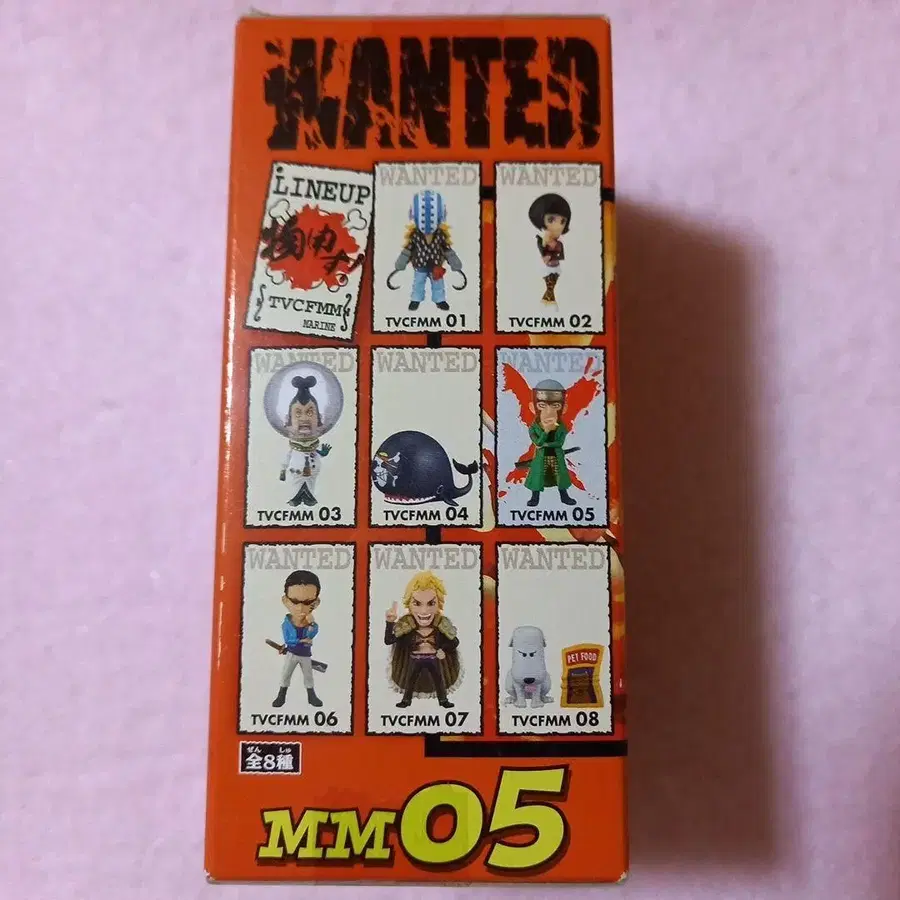 WANTED
LINEUP
TVCFMM
MARINE
WANTED
TVCFMM 01
WANTED
TVCFMM 02
WANTED
TVCFMM 03
WANTED
TVCFMM 04
WANTED
TVCFMM 05
WANTED
TVCFMM 06
WANTED
TVCFMM 07
WANTED
PET FOOD
TVCFMM 08
ぜん しゅ
全8種
MM05